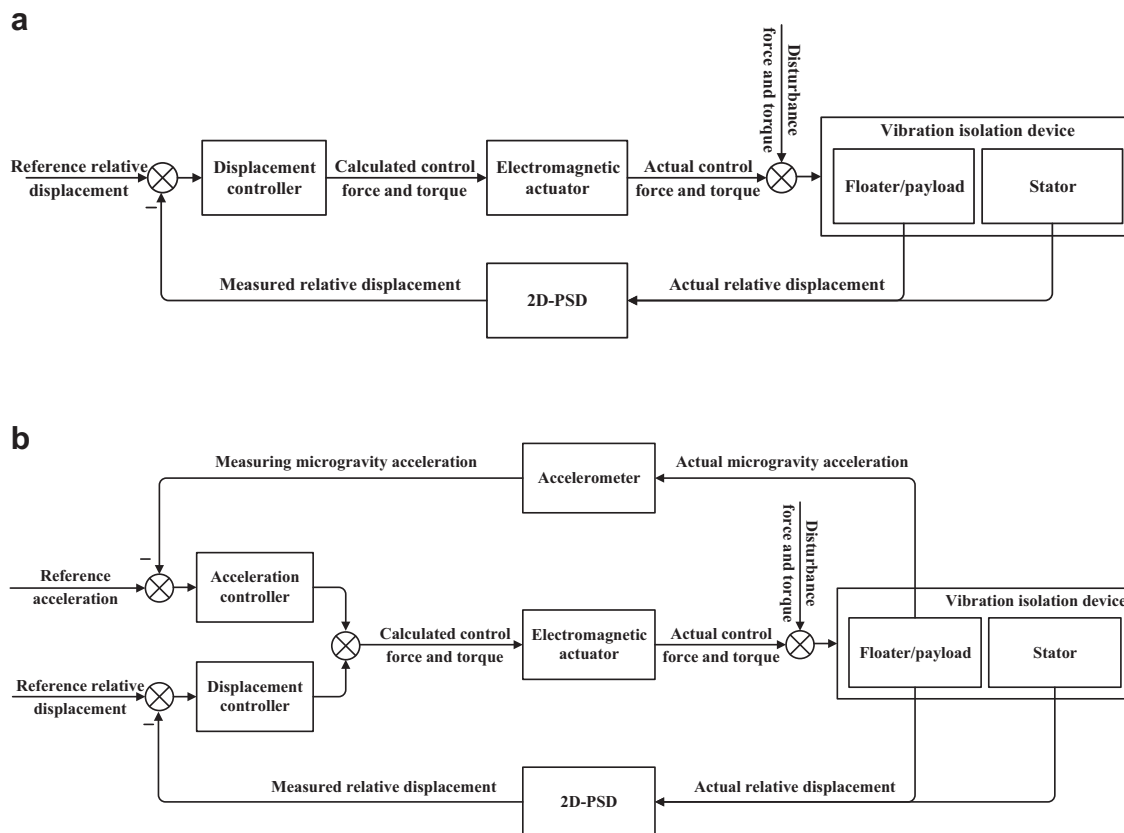 a
Disturbance
force and torque
Vibration isolation device
Reference relative
displacement
Displacement
controller
Calculated control
force and torque
Electromagnetic
actuator
Actual control
force and torque
Floater/payload
Stator
−
Measured relative displacement
2D-PSD
Actual relative displacement
b
Measuring microgravity acceleration
Accelerometer
Actual microgravity acceleration
Disturbance
force and torque
−
Reference
acceleration
Acceleration
controller
Vibration isolation device
Calculated control
force and torque
Electromagnetic
actuator
Actual control
force and torque
Floater/payload
Stator
Reference relative
displacement
Displacement
controller
−
Measured relative displacement
2D-PSD
Actual relative displacement